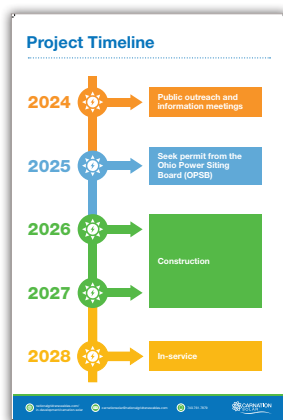 Project Timeline
2024
Public outreach and
information meetings
2025
Seek permit from the
Ohio Power Siting
Board (OPSB)
2026
Construction
2027
2028
In-service
CARNATION
SOLAR